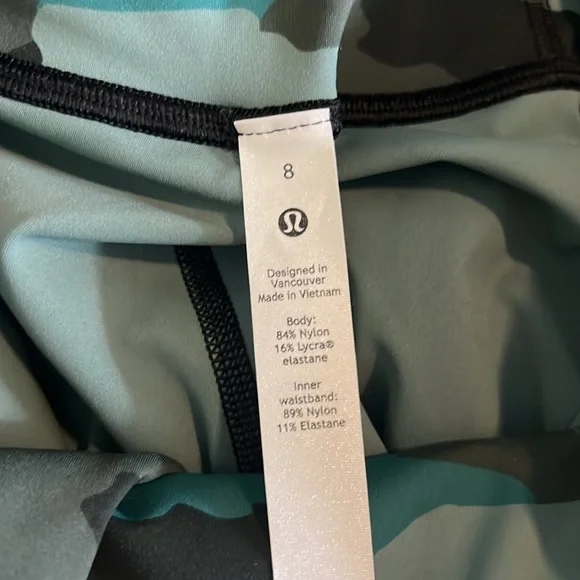 8
Designed in
Vancouver
Made in Vietnam
Body:
84% Nylon
16% Lycra®
elastane
Inner
waistband:
89% Nylon
11% Elastane